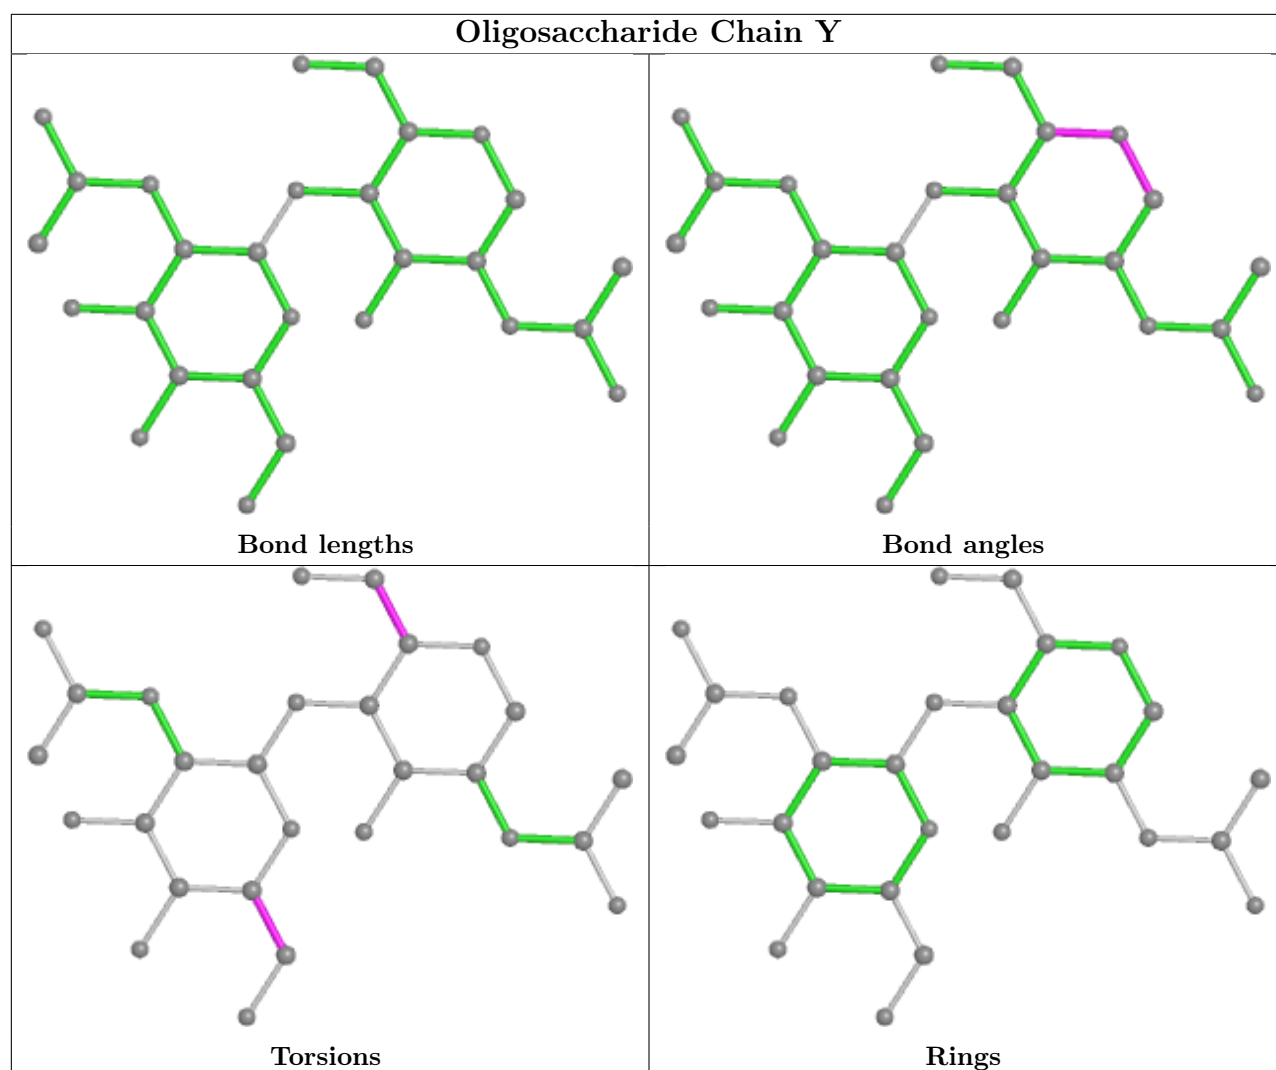 Oligosaccharide Chain Y
Bond lengths
Bond angles
Torsions
Rings